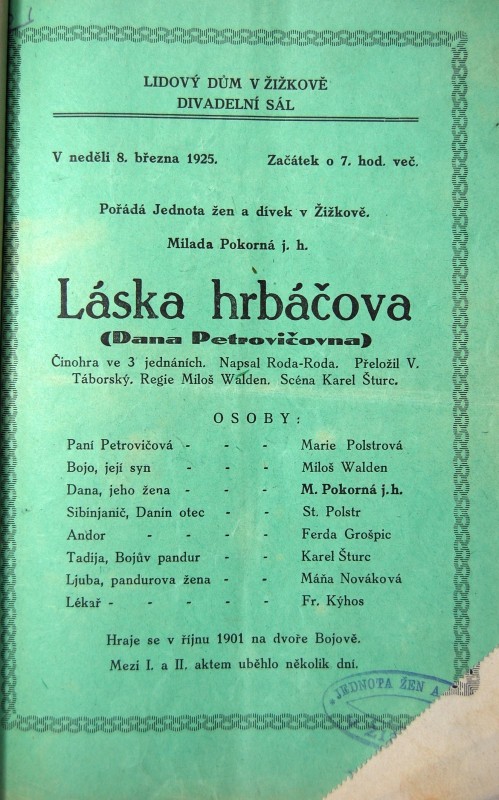 LIDOVÝ DŮM V ŽIŽKOVĚ
DIVADELNÍ SÁL
V neděli 8. března 1925. Začátek o 7. hod. več.
Pořádá Jednota žen a dívek v Žižkově.
Milada Pokorná j. h.
Láska hrbáčova
(Dana Petrovičovna)
Činohra ve 3 jednáních. Napsal Roda-Roda. Přeložil V.
Táborský. Regie Miloš Walden. Scéna Karel Šturc.
OSOBY:
Paní Petrovičová - - - Marie Polstrová
Bojo, její syn - - - Miloš Walden
Dana, jeho žena - - - M. Pokorná j.h.
Sibinjanič, Danin otec - - St. Polstr
Andor - - - - Ferda Grošpic
Tadija, Bojův pandur - - Karel Šturc
Ljuba, pandurova žena - - Máňa Nováková
Lékař - - - - - Fr. Kýhos
Hraje se v říjnu 1901 na dvoře Bojově.
Mezi I. a II. aktem uběhlo několik dní.
JEDNOTA ŽEN A